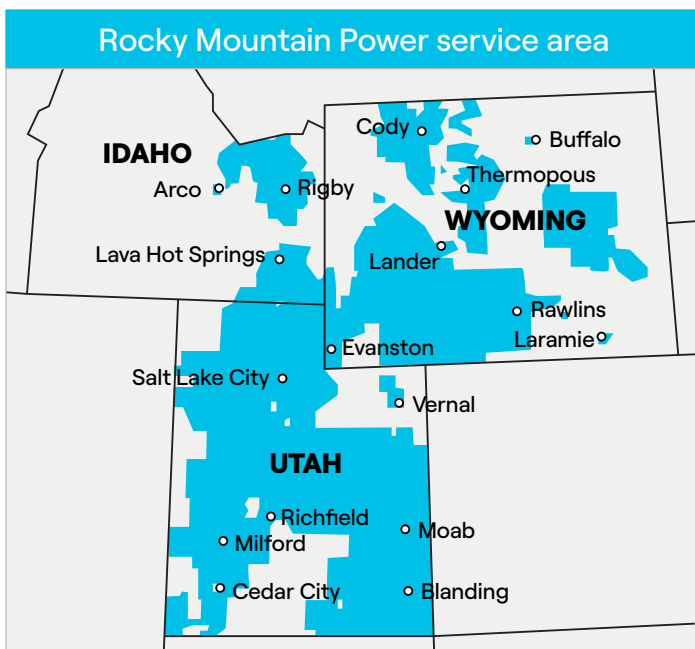 Rocky Mountain Power service area
Cody
Buffalo
IDAHO
Thermopous
Arco
Rigby
WYOMING
Lava Hot Springs
Lander
Rawlins
Laramie
Evanston
Salt Lake City
Vernal
UTAH
Richfield
Moab
Milford
Cedar City
Blanding